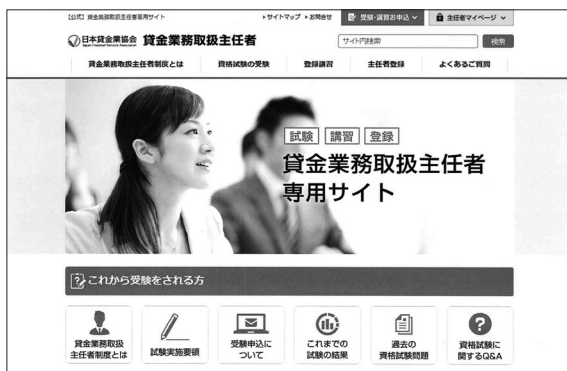 【公式】貸金業務取扱主任者専用サイト
サイトマップ
お問合せ
受験・講習お申込
主任者マイページ
日本貸金業協会 貸金業務取扱主任者
Japan Financial Services Association
サイト内検索
検索
貸金業務取扱主任者制度とは
資格試験の受験
登録講習
主任者登録
よくあるご質問
試験 講習 登録
貸金業務取扱主任者
専用サイト
これから受験をされる方
貸金業務取扱
主任者制度とは
試験実施要領
受験申込に
ついて
これまでの
試験の結果
過去の
資格試験問題
資格試験に
関するQ&A